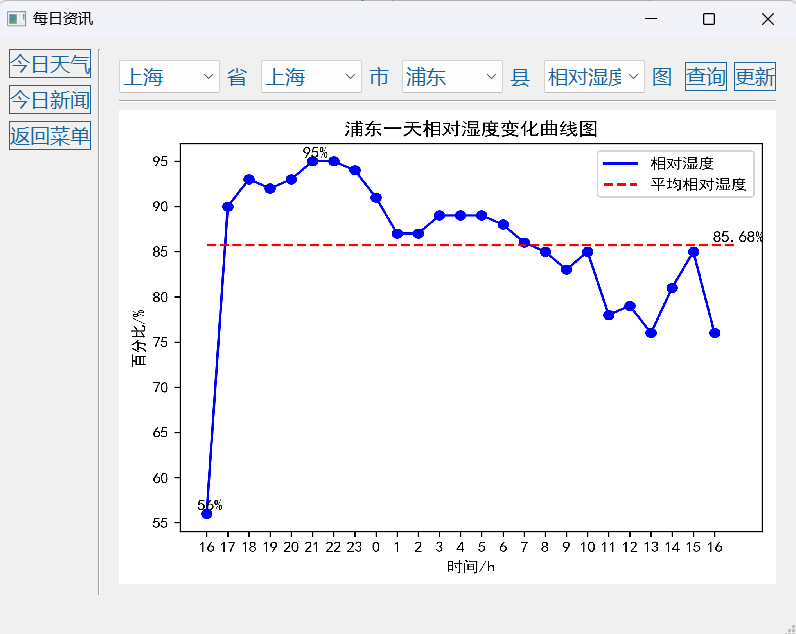 每日资讯
今日天气
今日新闻
返回菜单
上海 省 上海 市 浦东 县 相对湿度 图 查询 更新
浦东一天相对湿度变化曲线图
相对湿度
平均相对湿度
95%
85.68%
56%
百分比/%
95
90
85
80
75
70
65
60
55
16 17 18 19 20 21 22 23 0 1 2 3 4 5 6 7 8 9 10 11 12 13 14 15 16
时间/h